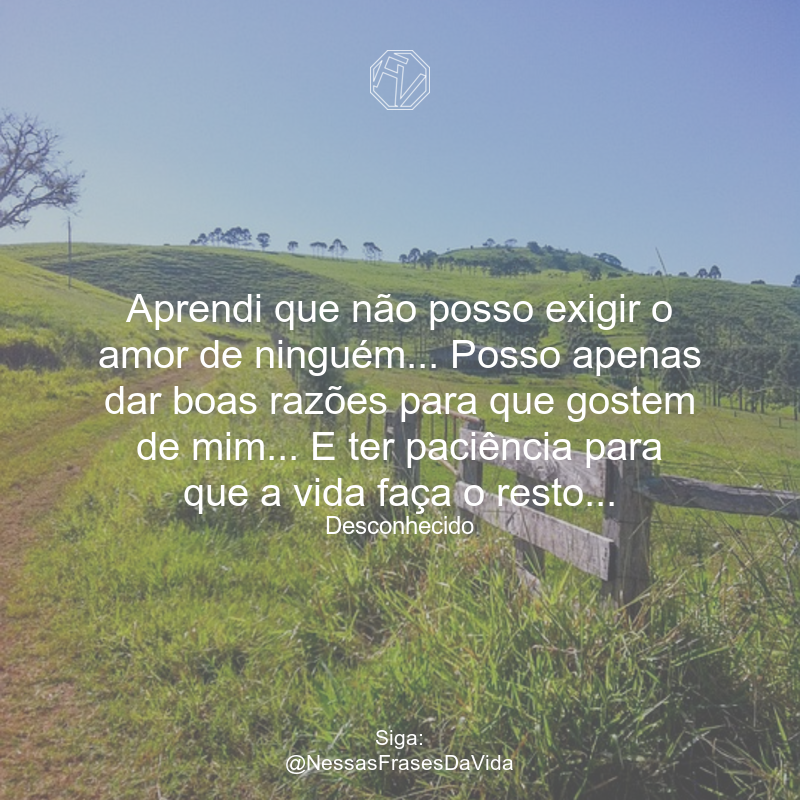 Aprendi que não posso exigir o
amor de ninguém... Posso apenas
dar boas razões para que gostem
de mim... E ter paciência para
que a vida faça o resto...
Desconhecido
Siga:
@NessasFrasesDaVida